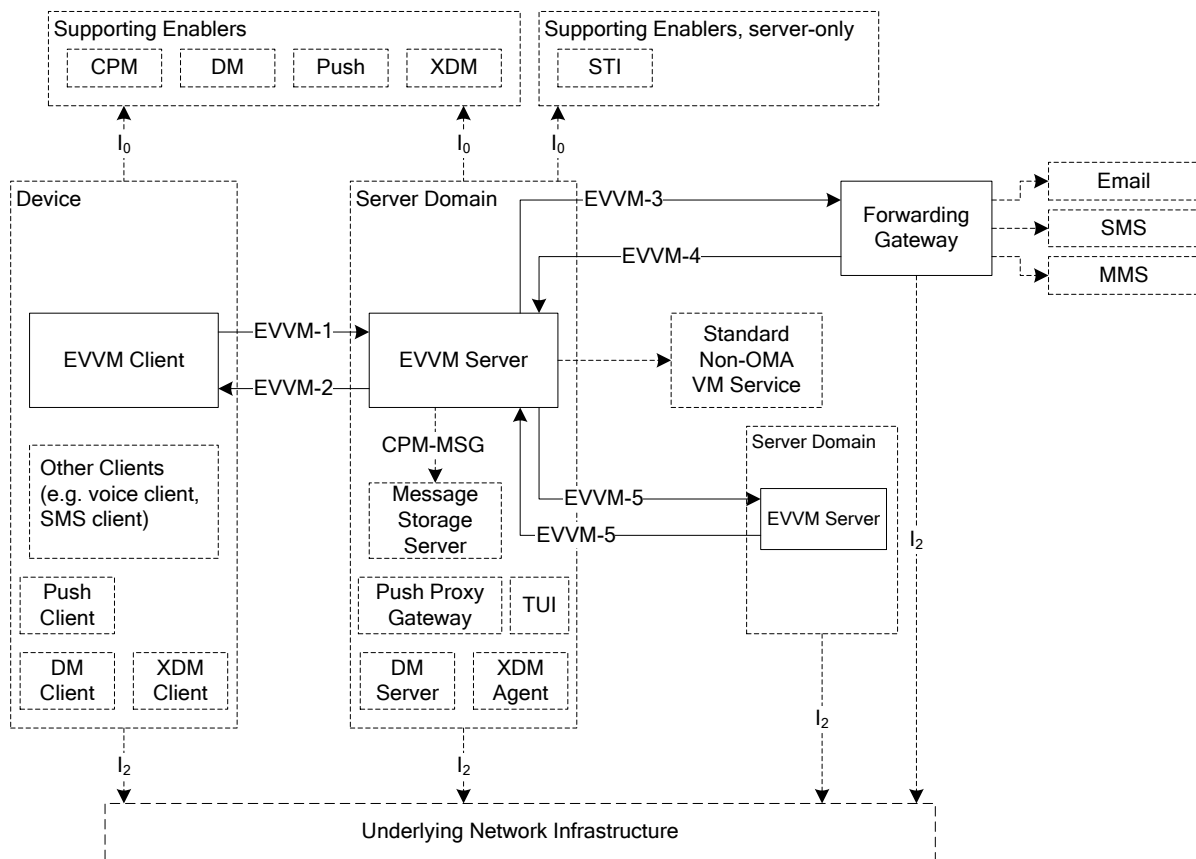 Supporting Enablers
CPM
DM
Push
XDM
Supporting Enablers, server-only
STI
I0
I0
I0
Device
Server Domain
EVVM-3
EVVM-4
Forwarding
Gateway
Email
SMS
MMS
EVVM Client
EVVM-1
EVVM-2
EVVM Server
Standard
Non-OMA
VM Service
CPM-MSG
Other Clients
(e.g. voice client,
SMS client)
Message
Storage
Server
EVVM-5
EVVM-5
Server Domain
EVVM Server
I2
Push
Client
Push Proxy
Gateway
TUI
DM
Client
XDM
Client
DM
Server
XDM
Agent
I2
I2
I2
Underlying Network Infrastructure